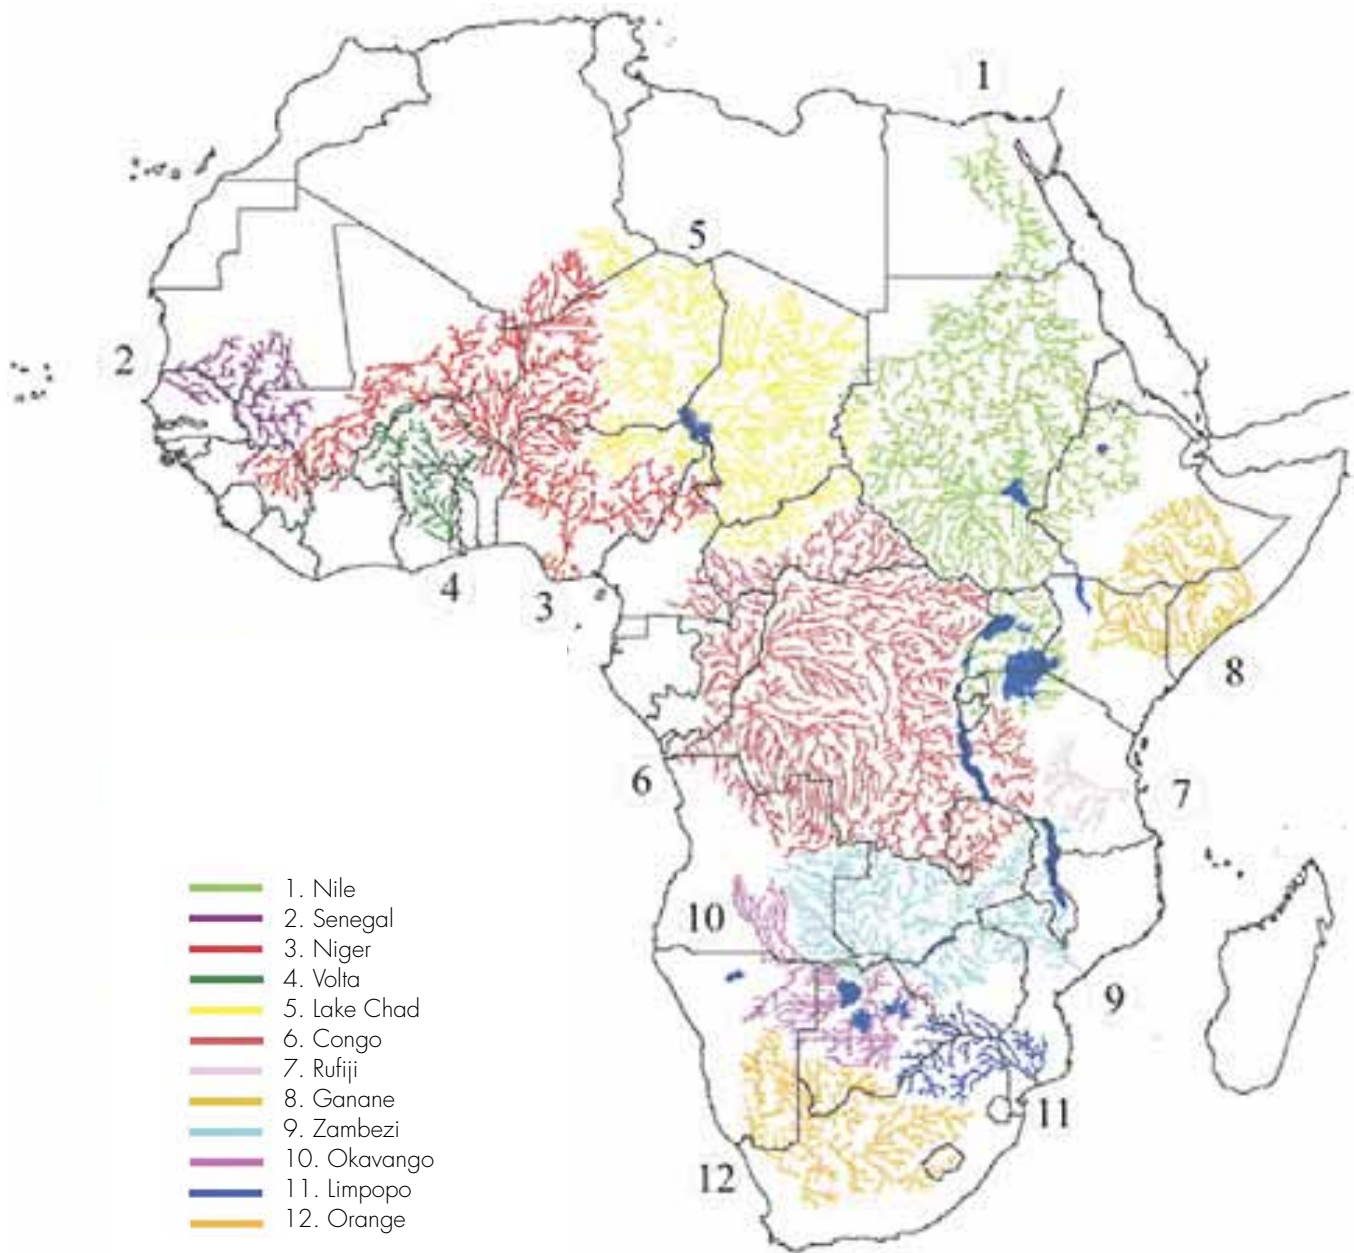 1
5
2
4
3
8
6
7
10
9
11
12
1. Nile
2. Senegal
3. Niger
4. Volta
5. Lake Chad
6. Congo
7. Rufiji
8. Ganane
9. Zambezi
10. Okavango
11. Limpopo
12. Orange